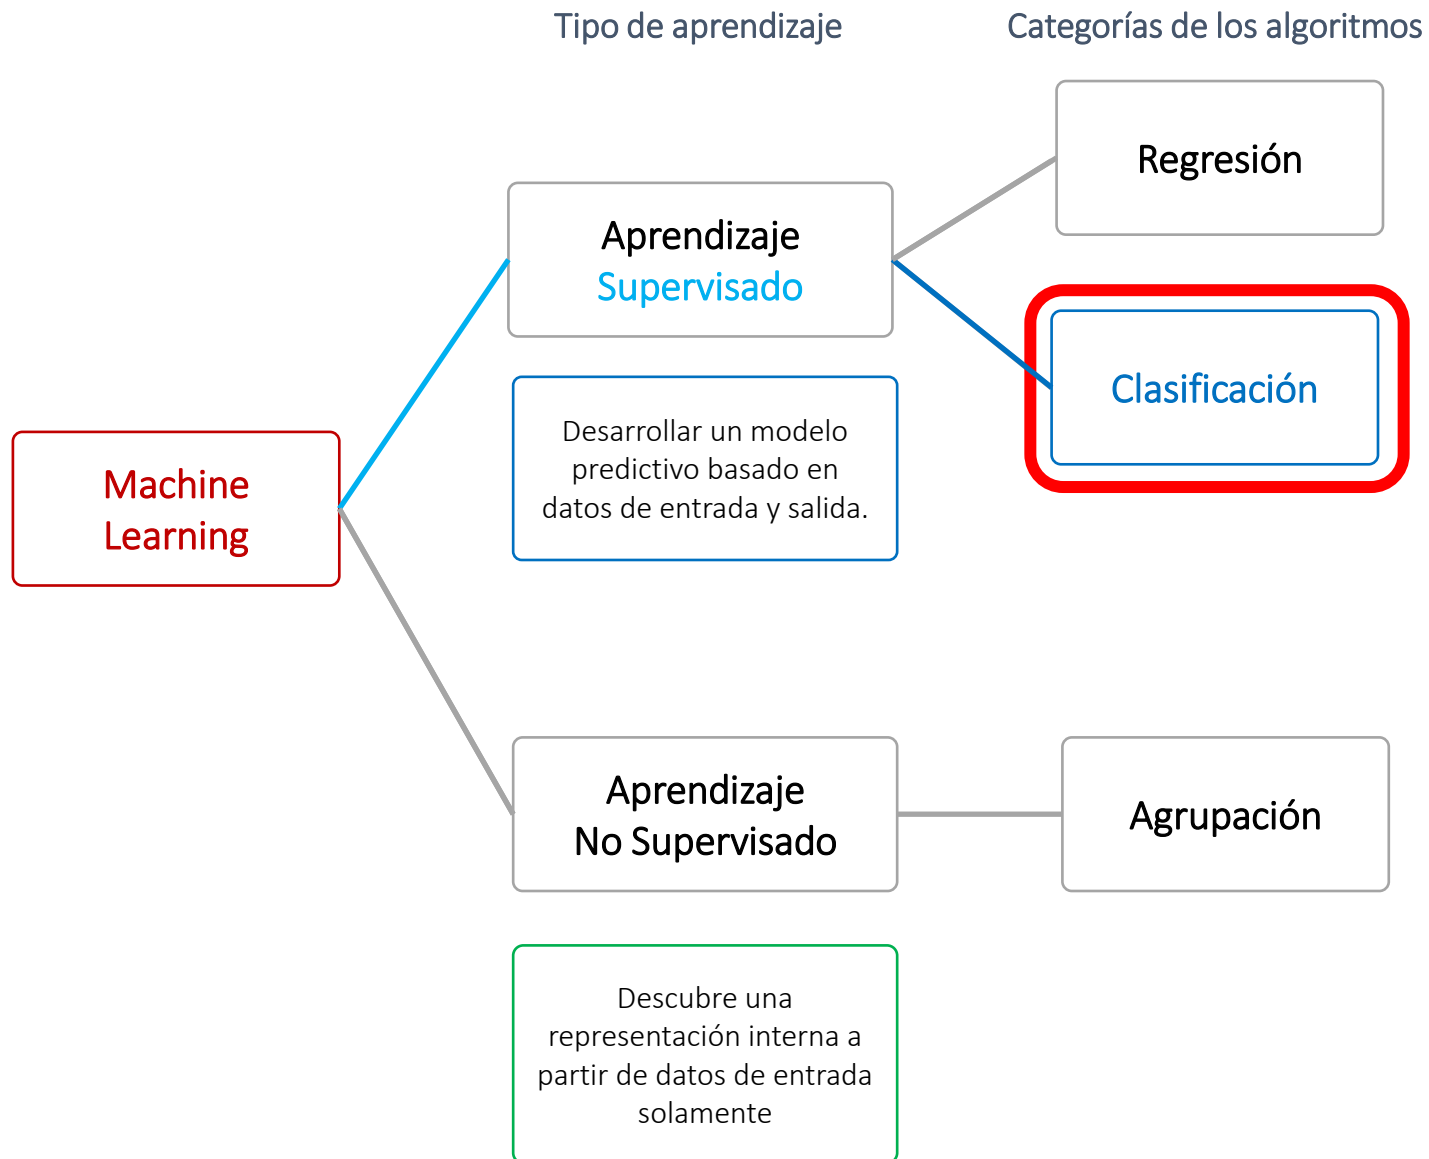 Tipo de aprendizaje
Categorías de los algoritmos
Regresión
Aprendizaje
Supervisado
Clasificación
Desarrollar un modelo
predictivo basado en
datos de entrada y salida.
Machine
Learning
Aprendizaje
No Supervisado
Agrupación
Descubre una
representación interna a
partir de datos de entrada
solamente